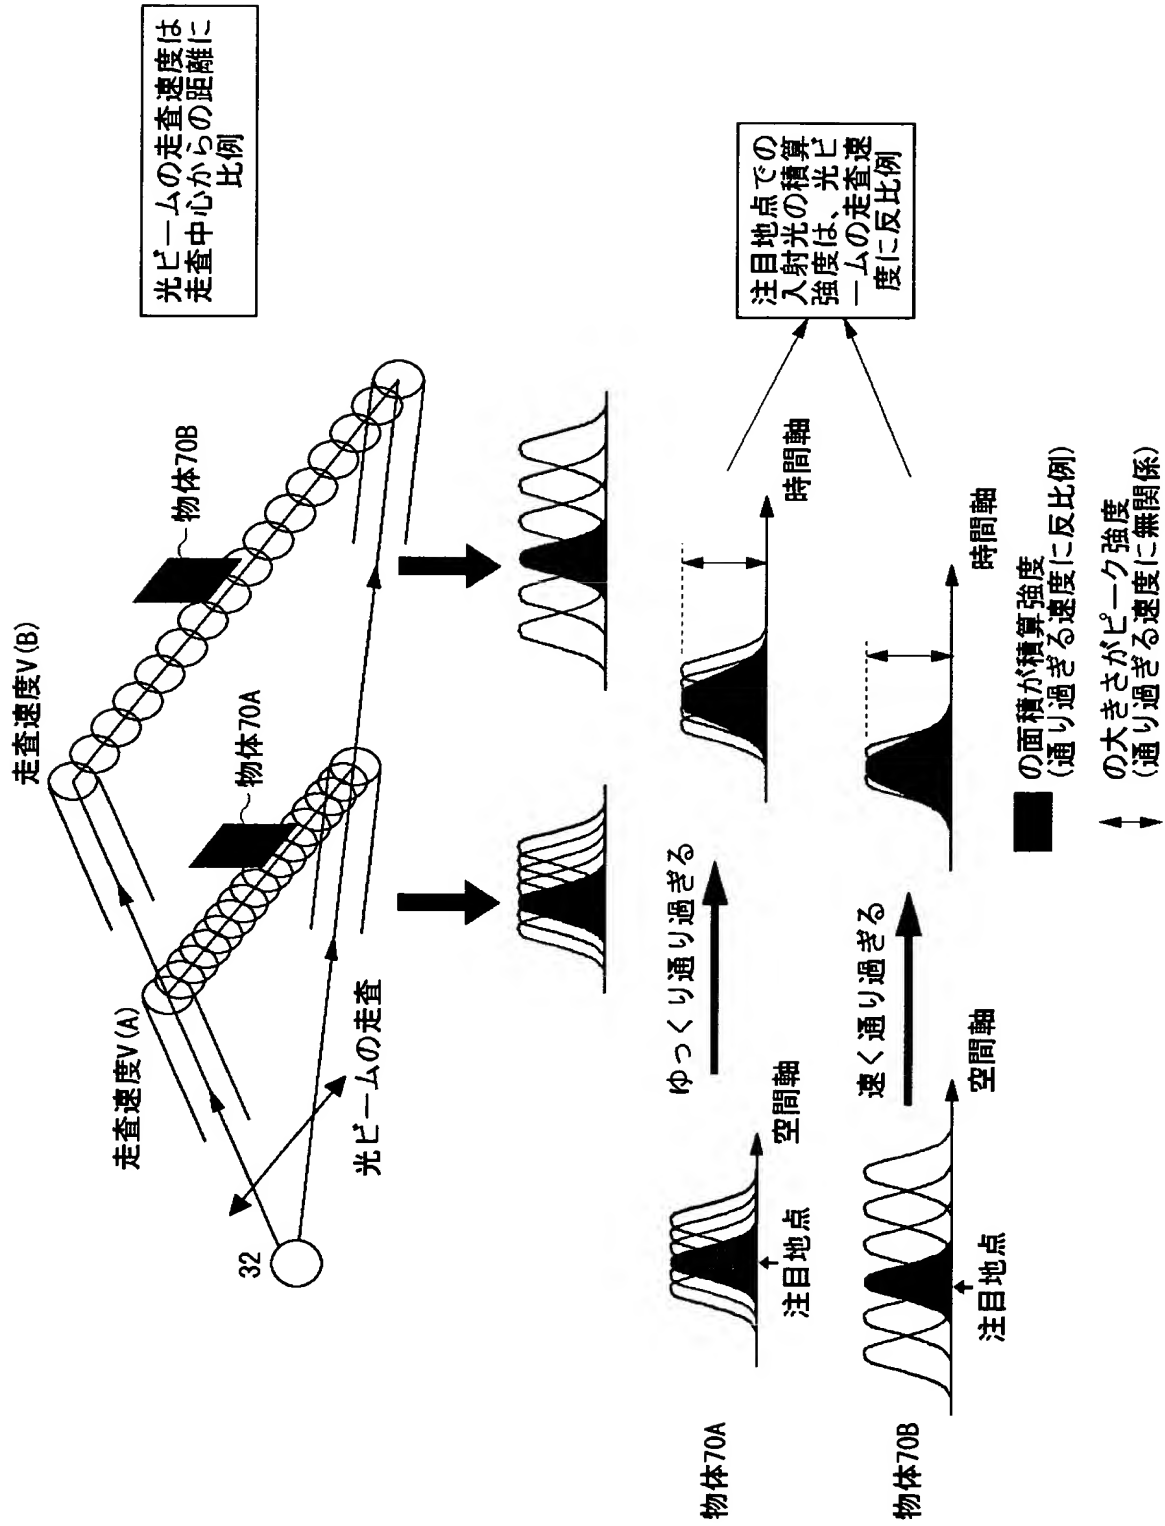 光ビームの走査速度は
走査中心からの距離に
比例
走査速度V(B)
物体70B
走査速度V(A)
物体70A
32
光ビームの走査
注目地点での
入射光の積算
強度は、光ビ
ームの走査速
度に反比例
物体70A
注目地点
空間軸
ゆっくり通り過ぎる
時間軸
物体70B
注目地点
空間軸
速く通り過ぎる
時間軸
の面積が積算強度
(通り過ぎる速度に反比例)
の大きさがピーク強度
(通り過ぎる速度に無関係)